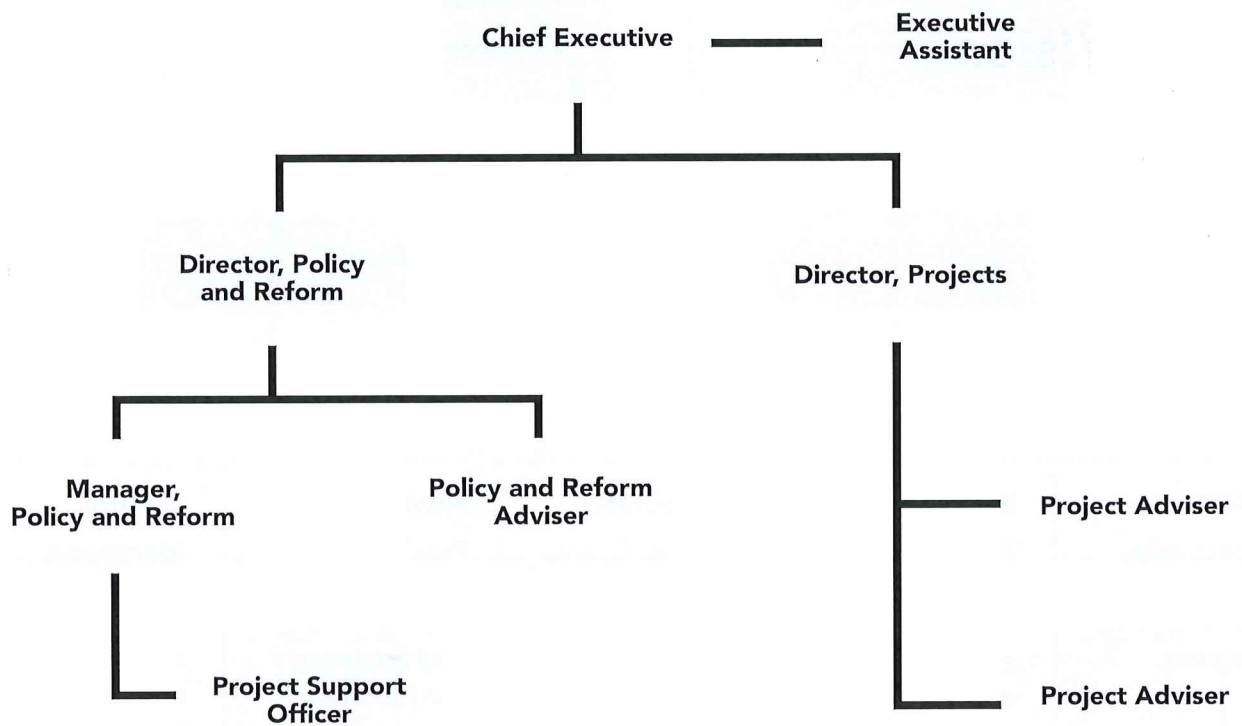 Chief Executive
Executive
Assistant
Director, Policy
and Reform
Director, Projects
Manager,
Policy and Reform
Policy and Reform
Adviser
Project Adviser
Project Support
Officer
Project Adviser